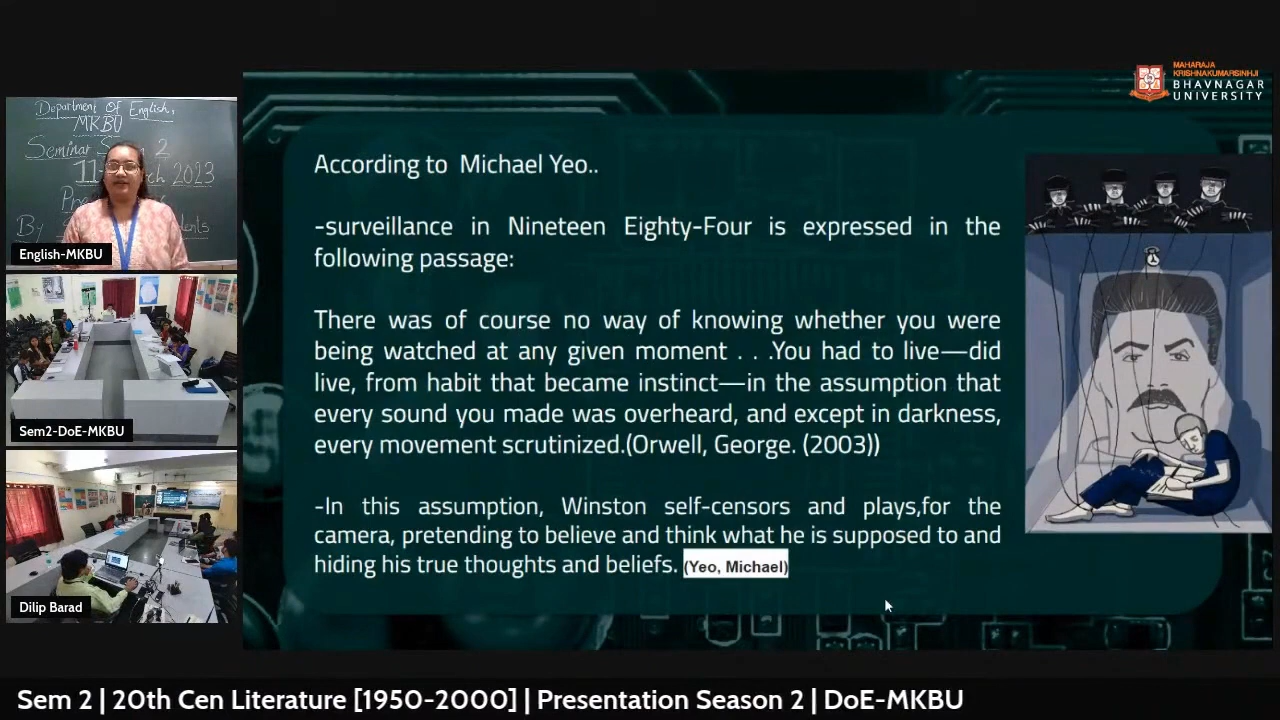 Department Of English,
MKBU
Seminar 2
11 2023
By
English-MKBU
Sem2-DoE-MKBU
Dilip Barad
MAHARAJA
KRISHNAKUMARSINHJI
BHAVNAGAR
UNIVERSITY
According to Michael Yeo..
-surveillance in Nineteen Eighty-Four is expressed in the
following passage:
There was of course no way of knowing whether you were
being watched at any given moment . . .You had to live—did
live, from habit that became instinct—in the assumption that
every sound you made was overheard, and except in darkness,
every movement scrutinized.(Orwell, George. (2003))
-In this assumption, Winston self-censors and plays,for the
camera, pretending to believe and think what he is supposed to and
hiding his true thoughts and beliefs. (Yeo, Michael)
Sem 2 | 20th Cen Literature [1950-2000] | Presentation Season 2 | DoE-MKBU